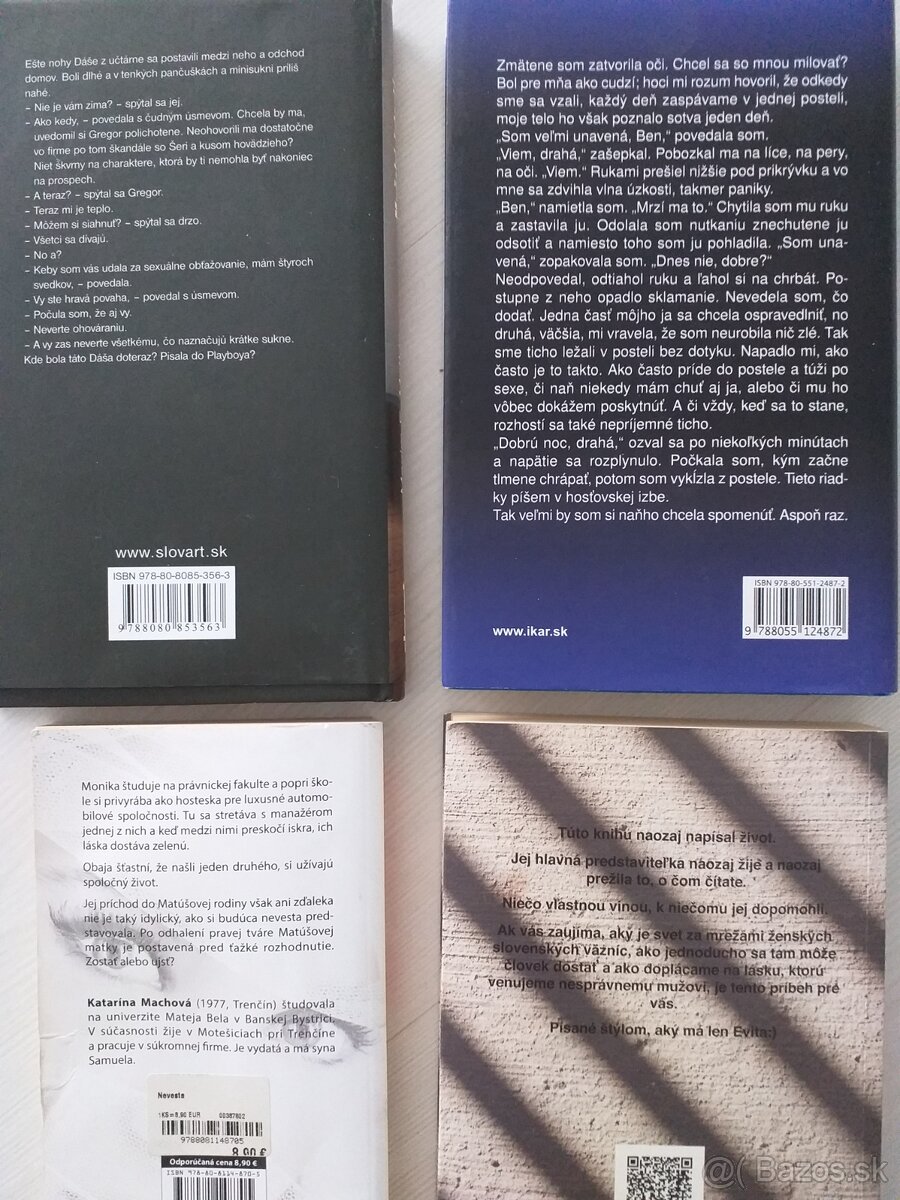 Ešte nohy Dáše z učtárne sa postavili medzi neho a odchod
domov. Boli dlhé a v tenkých pančuškách a minisukni príliš
nahé.
– Nie je vám zima? – spýtal sa jej.
– Ako kedy, – povedala s čudným úsmevom. Chcela by ma,
uvedomil si Gregor polichotene. Neohovorili ma dostatočne
vo firme po tom škandále so Šeri a kusom hovädzieho?
Niet škvrny na charaktere, ktorá by ti nemohla byť nakoniec
na prospech.
– A teraz? – spýtal sa Gregor.
– Teraz mi je teplo.
– Môžem si siahnuť? – spýtal sa drzo.
– Všetci sa dívajú.
– No a?
– Keby som vás udala za sexuálne obťažovanie, mám štyroch
svedkov, – povedala.
– Vy ste hravá povaha, – povedal s úsmevom.
– Počula som, že aj vy.
– Neverte ohováraniu.
– A vy zas neverte všetkému, čo naznačujú krátke sukne.
Kde bola táto Dáša doteraz? Písala do Playboya?
www.slovart.sk
ISBN 978-80-8085-356-3
9 788080 853563
Zmätene som zatvorila oči. Chcel sa so mnou milovať?
Bol pre mňa ako cudzí; hoci mi rozum hovoril, že odkedy
sme sa vzali, každý deň zaspávame v jednej posteli,
moje telo ho však poznalo sotva jeden deň.
„Som veľmi unavená, Ben,“ povedala som.
„Viem, drahá,“ zašepkal. Pobozkal ma na líce, na pery,
na oči. „Viem.“ Rukami prešiel nižšie pod prikrývku a vo
mne sa zdvihla vlna úzkosti, takmer paniky.
„Ben,“ namietla som. „Mrzí ma to.“ Chytila som mu ruku
a zastavila ju. Odolala som nutkaniu znechutene ju
odsotiť a namiesto toho som ju pohladila. „Som una-
vená,“ zopakovala som. „Dnes nie, dobre?“
Neodpovedal, odtiahol ruku a ľahol si na chrbát. Po-
stupne z neho opadlo sklamanie. Nevedela som, čo
dodať. Jedna časť môjho ja sa chcela ospravedlniť, no
druhá, väčšia, mi vravela, že som neurobila nič zlé. Tak
sme ticho ležali v posteli bez dotyku. Napadlo mi, ako
často je to takto. Ako často príde do postele a túži po
sexe, či naň niekedy mám chuť aj ja, alebo či mu ho
vôbec dokážem poskytnúť. A či vždy, keď sa to stane,
rozhostí sa také nepríjemné ticho.
„Dobrú noc, drahá,“ ozval sa po niekoľkých minútach
a napätie sa rozplynulo. Počkala som, kým začne
tlmene chrápať, potom som vykĺzla z postele. Tieto riad-
ky píšem v hosťovskej izbe.
Tak veľmi by som si naňho chcela spomenúť. Aspoň raz.
ISBN 978-80-551-2487-2
www.ikar.sk
9 788055 124872
Monika študuje na právnickej fakulte a popri ško-
le si privyrába ako hosteska pre luxusné automo-
bilové spoločnosti. Tu sa stretáva s manažérom
jednej z nich a keď medzi nimi preskočí iskra, ich
láska dostáva zelenú.
Obaja šťastní, že našli jeden druhého, si užívajú
spoločný život.
Jej príchod do Matúšovej rodiny však ani zďaleka
nie je taký idylický, ako si budúca nevesta pred-
stavovala. Po odhalení pravej tváre Matúšovej
matky je postavená pred ťažké rozhodnutie.
Zostať alebo ujsť?
Katarína Machová (1977, Trenčín) študovala
na univerzite Mateja Bela v Banskej Bystrici.
V súčasnosti žije v Motešiciach pri Trenčíne
a pracuje v súkromnej firme. Je vydatá a má syna
Samuela.
Nevesta
1KS=8,90 EUR 00387802
9788081148705
8,90 €
Odporúčaná cena 8,90 €
ISBN 978-80-8114-870-5
Túto knihu naozaj napísal život.
Jej hlavná predstaviteľka naozaj žije a naozaj
prežila to, o čom čítate.
Niečo vlastnou vinou, k niečomu jej dopomohli.
Ak vás zaujíma, aký je svet za mrežami ženských
slovenských väzníc, ako jednoducho sa tam môže
človek dostať a ako doplácame na lásku, ktorú
venujeme nesprávnemu mužovi, je tento príbeh pre
vás.
Písané štýlom, aký má len Evita:)
Bazos.sk